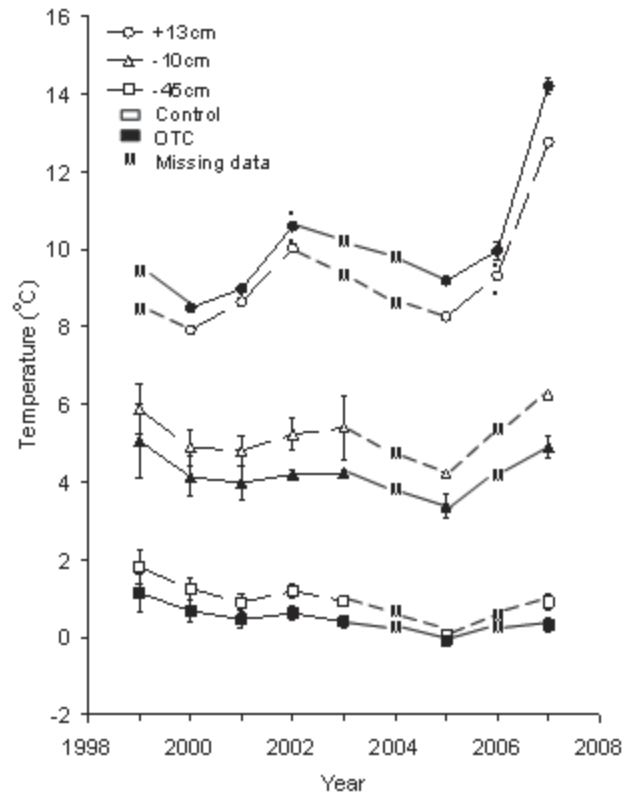 16
+13cm
-10cm
14
-45cm
Control
OTC
Missing data
12
10
8
6
4
2
0
-2
Temperature (°C)
1998 2000 2002 2004 2006 2008
Year